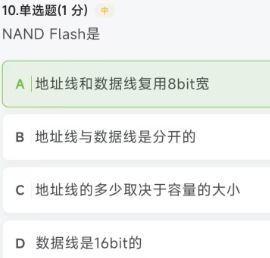 10.单选题(1 分) 中
NAND Flash是
A 地址线和数据线复用8bit宽
B 地址线与数据线是分开的
C 地址线的多少取决于容量的大小
D 数据线是16bit的